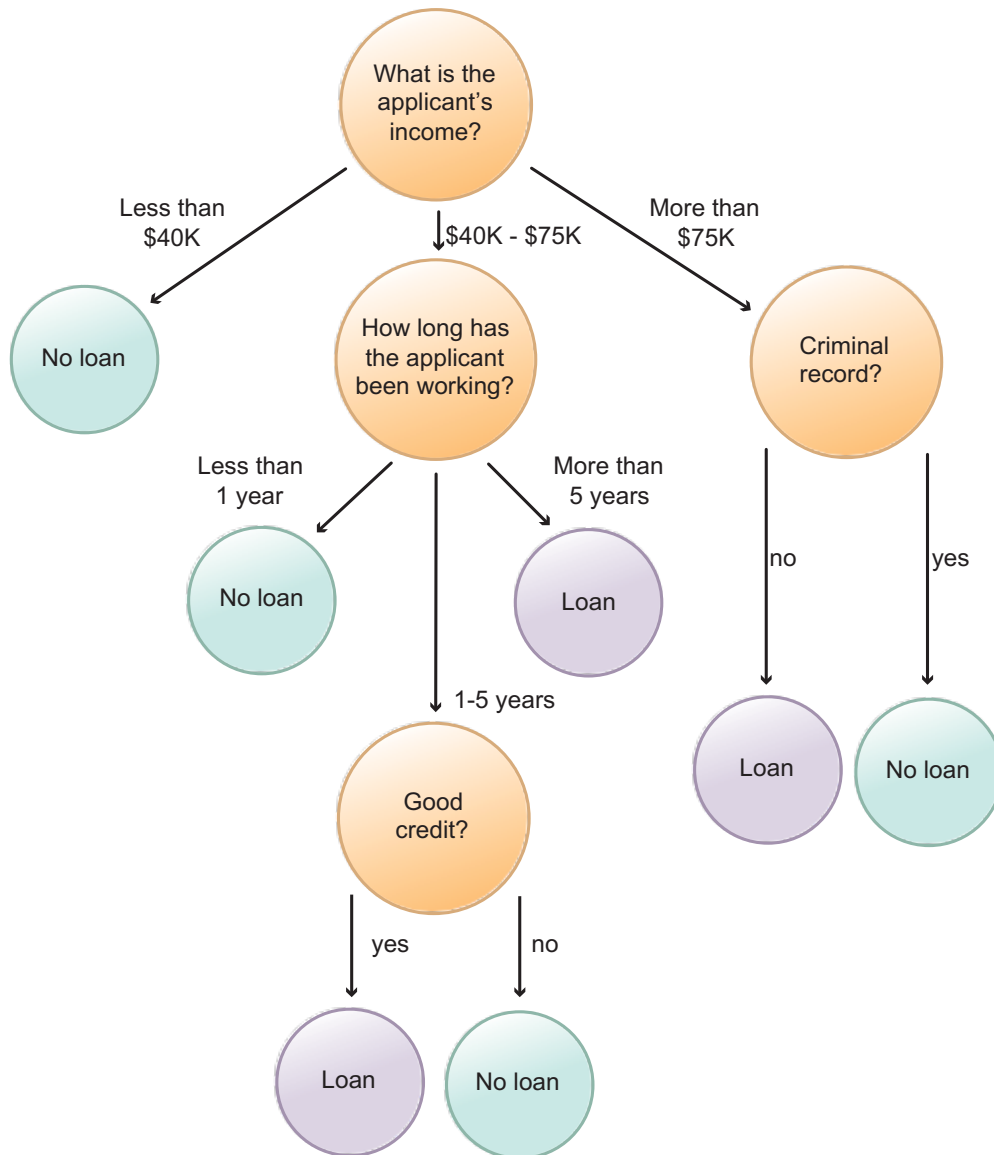 What is the
applicant's
income?
Less than
$40K
$40K - $75K
More than
$75K
No loan
How long has
the applicant
been working?
Criminal
record?
Less than
1 year
More than
5 years
no
yes
No loan
Loan
1-5 years
Loan
No loan
Good
credit?
yes
no
Loan
No loan